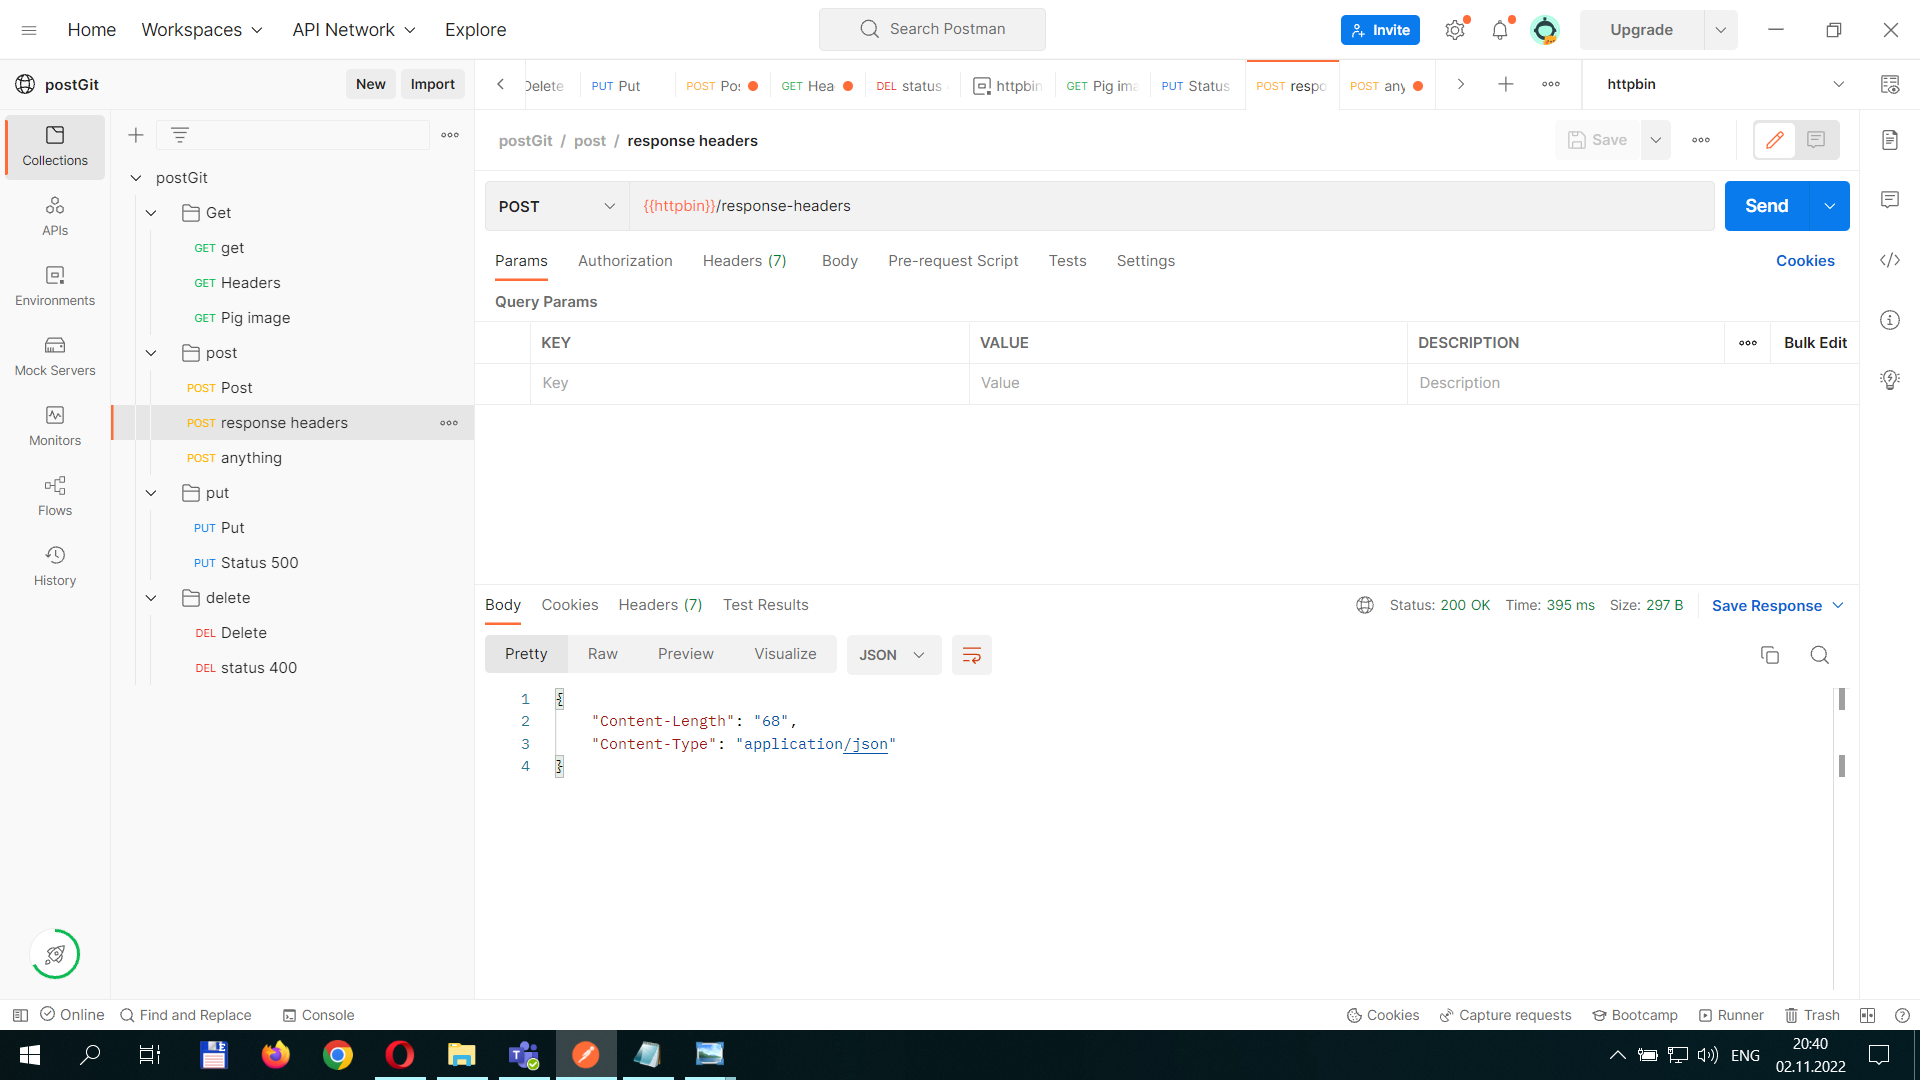 Home
Workspaces
API Network
Explore
Search Postman
Invite
Upgrade
postGit
New
Import
Delete
PUT Put
POST Pos
GET Hea
DEL status
httpbin
GET Pig ima
PUT Status
POST respo
POST any
httpbin
Collections
APIs
Environments
Mock Servers
Monitors
Flows
History
postGit
Get
GET get
GET Headers
GET Pig image
post
POST Post
POST response headers
POST anything
put
PUT Put
PUT Status 500
delete
DEL Delete
DEL status 400
postGit / post / response headers
Save
POST
{{httpbin}}/response-headers
Send
Params
Authorization
Headers (7)
Body
Pre-request Script
Tests
Settings
Cookies
Query Params
KEY
VALUE
DESCRIPTION
Bulk Edit
Key
Value
Description
Body
Cookies
Headers (7)
Test Results
Status: 200 OK
Time: 395 ms
Size: 297 B
Save Response
Pretty
Raw
Preview
Visualize
JSON
1 {
2 "Content-Length": "68",
3 "Content-Type": "application/json"
4 }
Online
Find and Replace
Console
Cookies
Capture requests
Bootcamp
Runner
Trash
ENG
20:40
02.11.2022